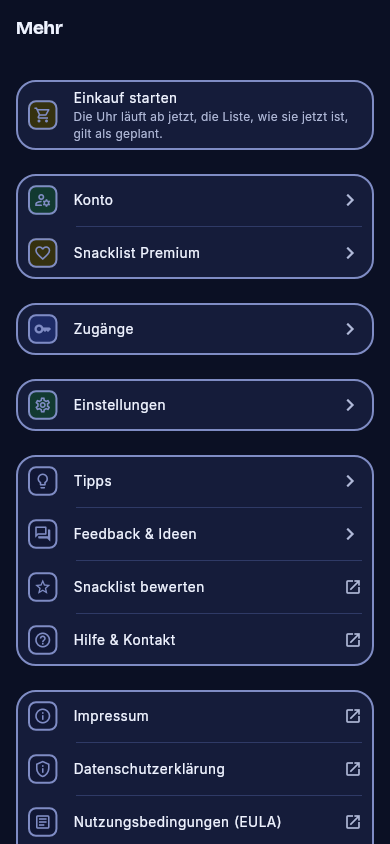 Mehr
Einkauf starten
Die Uhr läuft ab jetzt, die Liste, wie sie jetzt ist,
gilt als geplant.
Konto
Snacklist Premium
Zugänge
Einstellungen
Tipps
Feedback & Ideen
Snacklist bewerten
Hilfe & Kontakt
Impressum
Datenschutzerklärung
Nutzungsbedingungen (EULA)